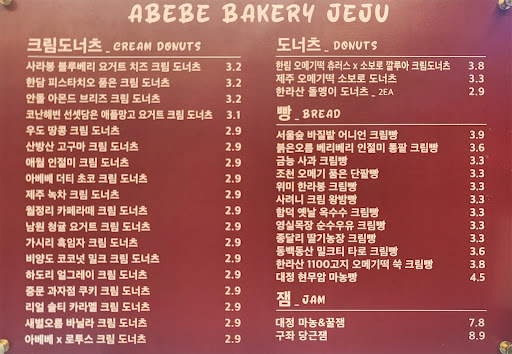 ABEBE BAKERY JEJU
크림도너츠 _ CREAM DONUTS
사라봉 블루베리 요거트 치즈 크림 도너츠 3.2
한담 피스타치오 품은 크림 도너츠 3.2
안돌 아몬드 브리즈 크림 도너츠 3.2
코난해변 선셋담은 애플망고 요거트 크림 도너츠 3.1
우도 땅콩 크림 도너츠 2.9
산방산 고구마 크림 도너츠 2.9
애월 인절미 크림 도너츠 2.9
아베베 더티 초코 크림 도너츠 2.9
제주 녹차 크림 도너츠 2.9
월정리 카페라떼 크림 도너츠 2.9
남원 청귤 요거트 크림 도너츠 2.9
가시리 흑임자 크림 도너츠 2.9
비양도 코코넛 밀크 크림 도너츠 2.9
하도리 얼그레이 크림 도너츠 2.9
중문 과자점 쿠키 크림 도너츠 2.9
리얼 솔티 카라멜 크림 도너츠 2.9
새별오름 바닐라 크림 도너츠 2.9
아베베 x 로투스 크림 도너츠 2.9
도너츠 _ DONUTS
한림 오메기떡 츄러스 x 소보로 깔루아 크림도너츠 3.8
제주 오메기떡 소보로 도너츠 3.3
한라산 돌멩이 도너츠 _ 2EA 2.9
빵 _ BREAD
서울숲 바질밭 어니언 크림빵 3.9
붉은오름 베리베리 인절미 통팥 크림빵 3.6
금능 사과 크림빵 3.3
조천 오메기 품은 단팥빵 3.3
위미 한라봉 크림빵 3.3
사려니 크림 왕밤빵 3.3
함덕 옛날 옥수수 크림빵 3.3
영실목장 순수우유 크림빵 3.3
종달리 딸기농장 크림빵 3.3
동백동산 밀크티 타로 크림빵 3.6
한라산 1100고지 오메기떡 쑥 크림빵 3.8
대정 현무암 마농빵 4.5
잼 _ JAM
대정 마농&꿀잼 7.8
구좌 당근잼 8.9